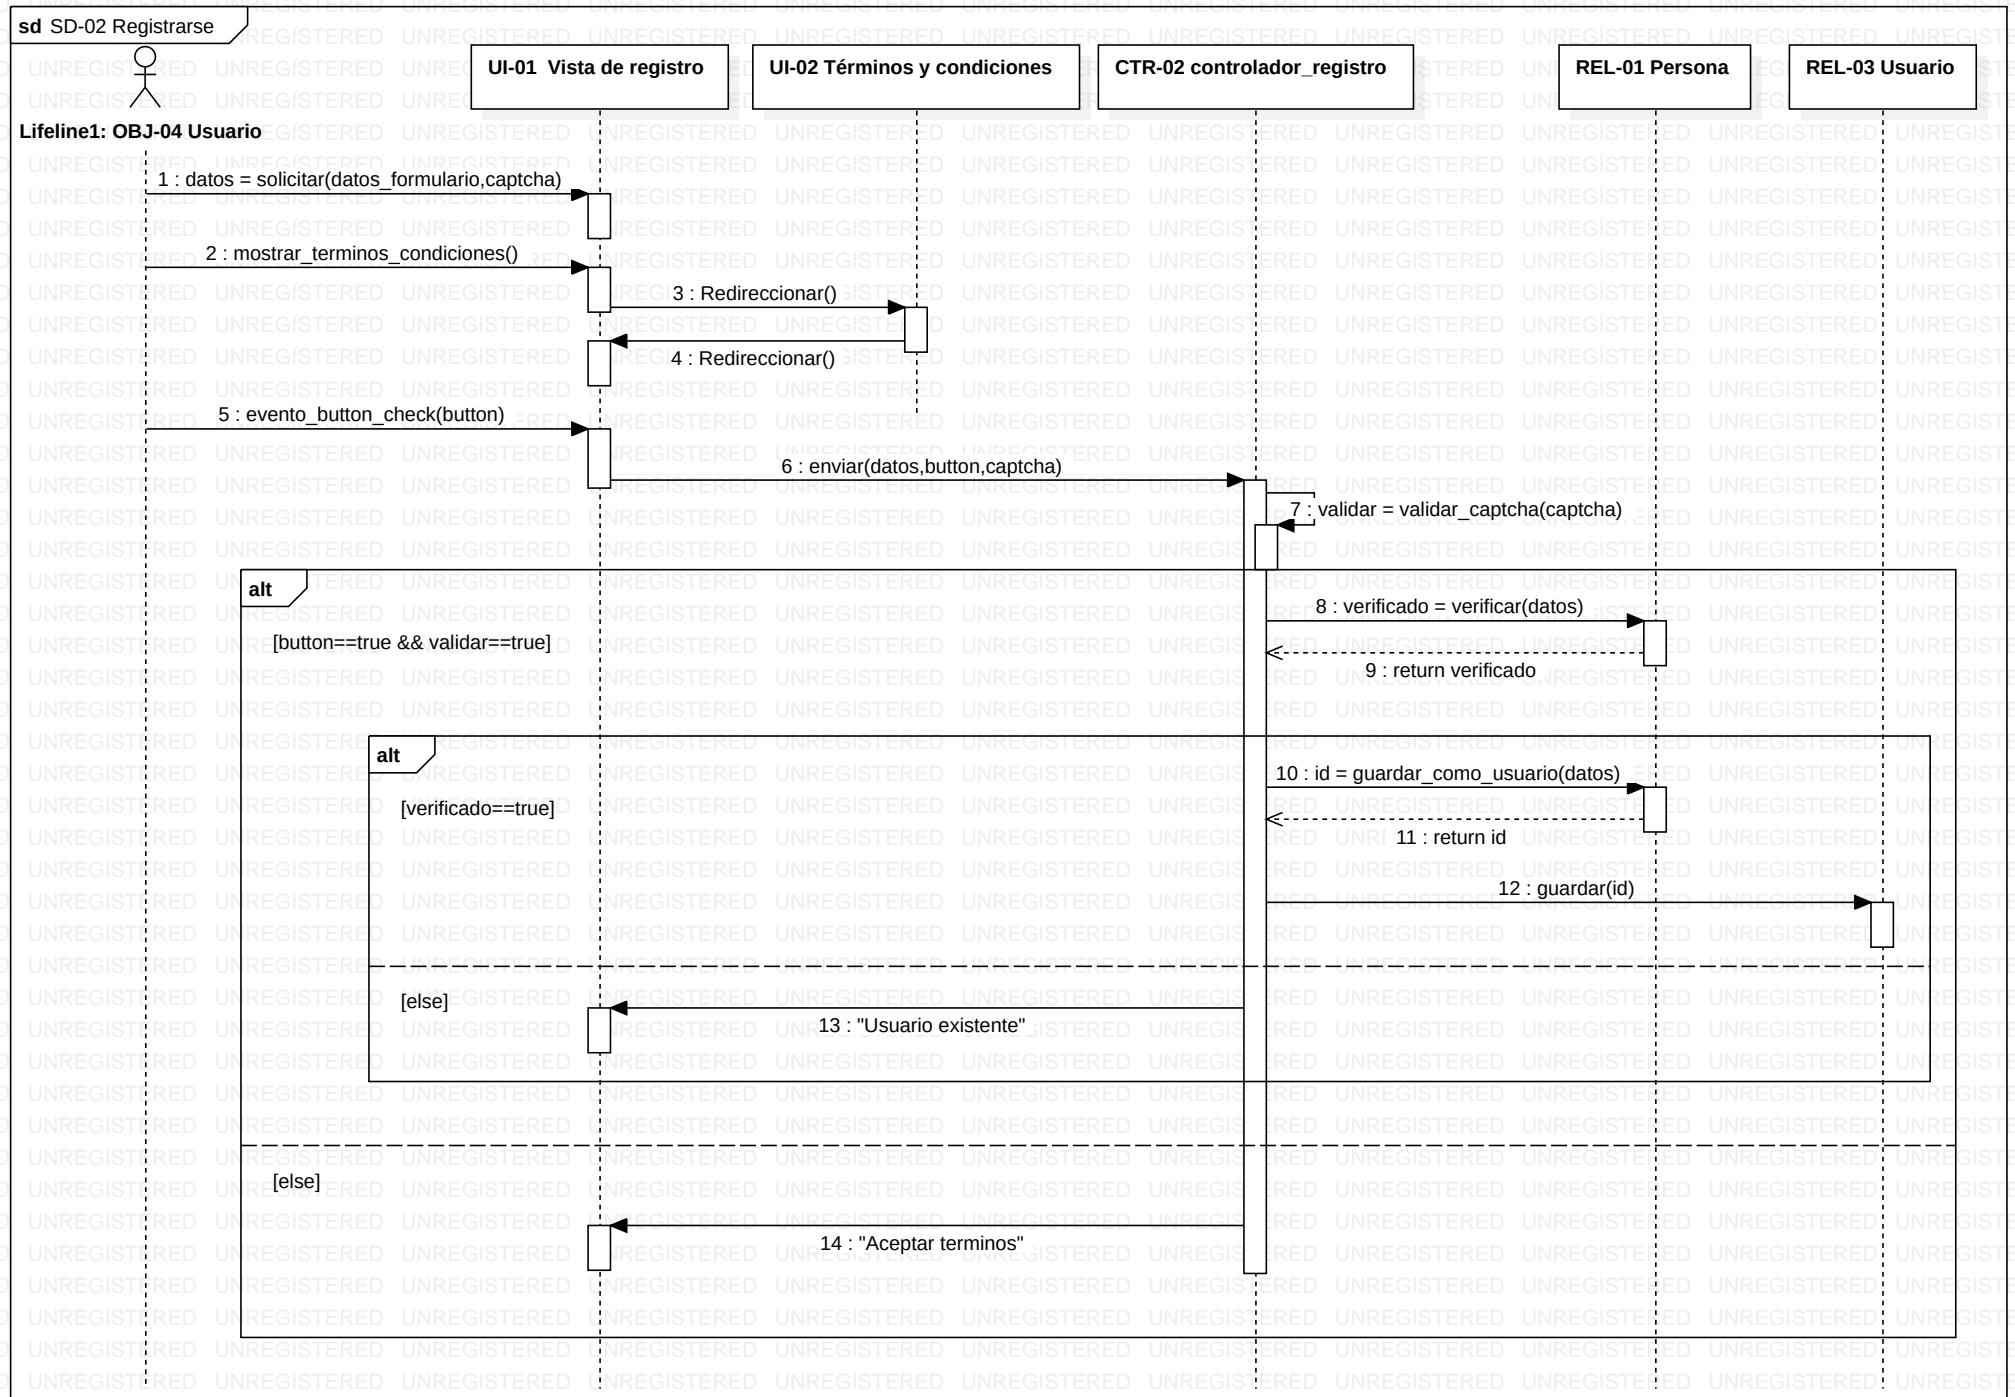 sd SD-02 Registrarse
UI-01 Vista de registro
UI-02 Términos y condiciones
CTR-02 controlador_registro
REL-01 Persona
REL-03 Usuario
Lifeline1: OBJ-04 Usuario
1 : datos = solicitar(datos_formulario,captcha)
2 : mostrar_terminos_condiciones()
3 : Redireccionar()
4 : Redireccionar()
5 : evento_button_check(button)
6 : enviar(datos,button,captcha)
7 : validar = validar_captcha(captcha)
alt
8 : verificado = verificar(datos)
[button==true && validar==true]
9 : return verificado
alt
10 : id = guardar_como_usuario(datos)
[verificado==true]
11 : return id
12 : guardar(id)
[else]
13 : "Usuario existente"
[else]
14 : "Aceptar terminos"
UNREGISTERED